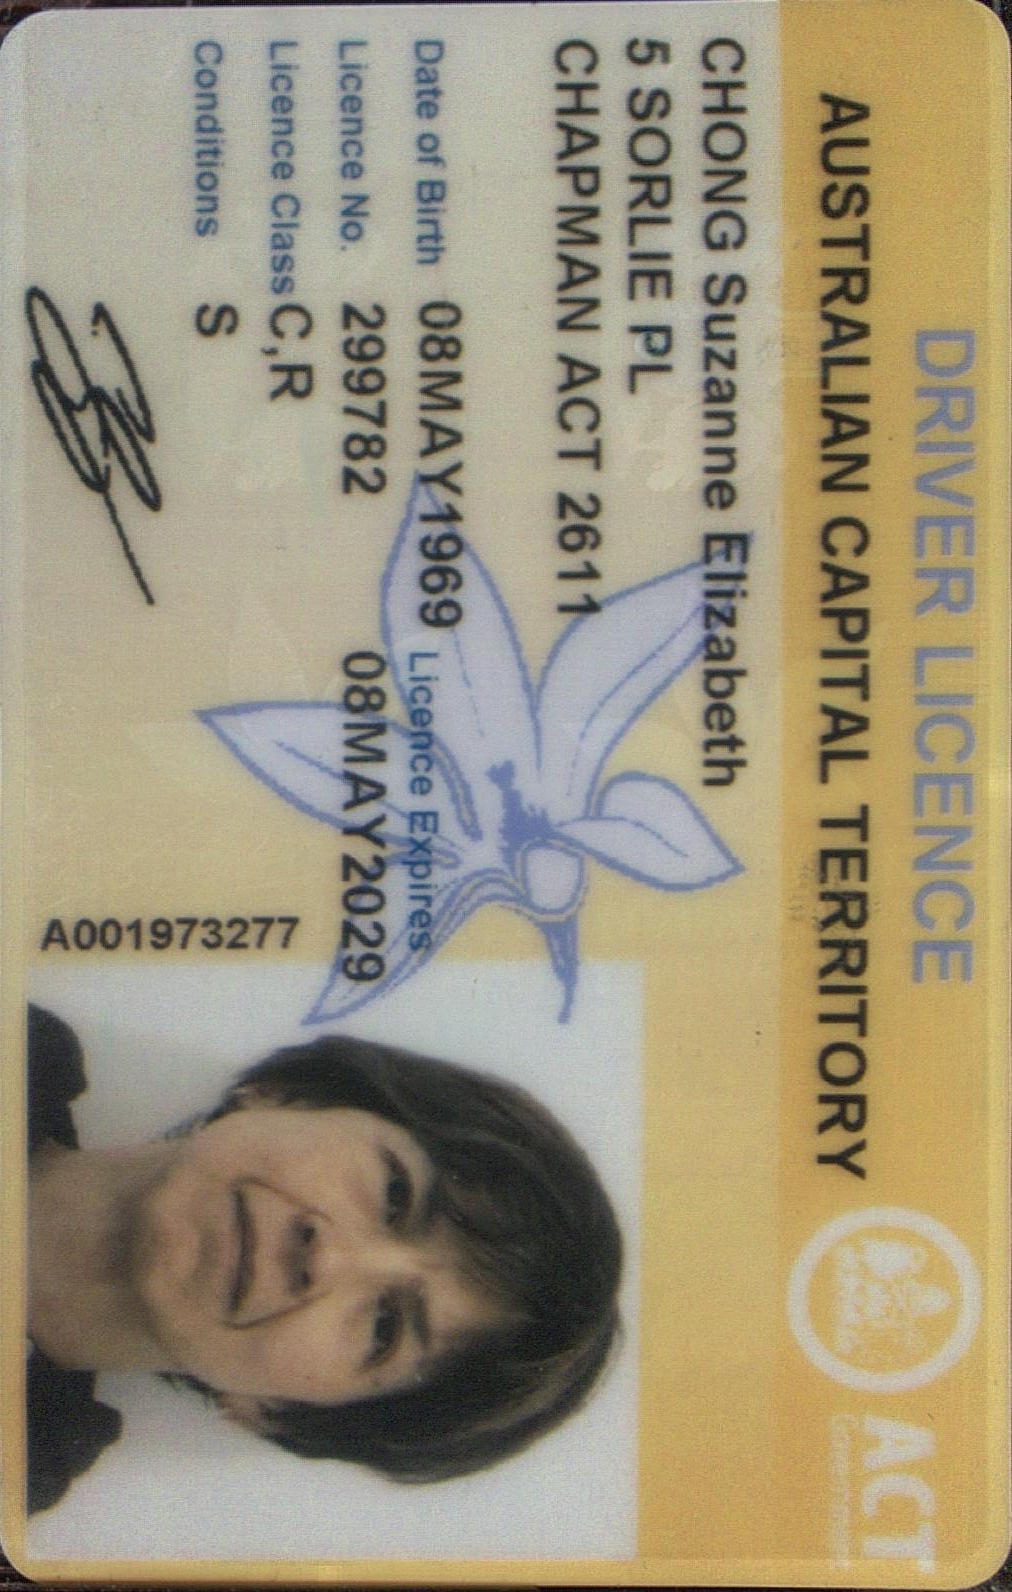 DRIVER LICENCE
AUSTRALIAN CAPITAL TERRITORY
ACT
CHONG Suzanne Elizabeth
5 SORLIE PL
CHAPMAN ACT 2611
Date of Birth 08MAY1969
Licence Expires
Licence No. 299782
08MAY2029
Licence Class C,R
Conditions S
A001973277